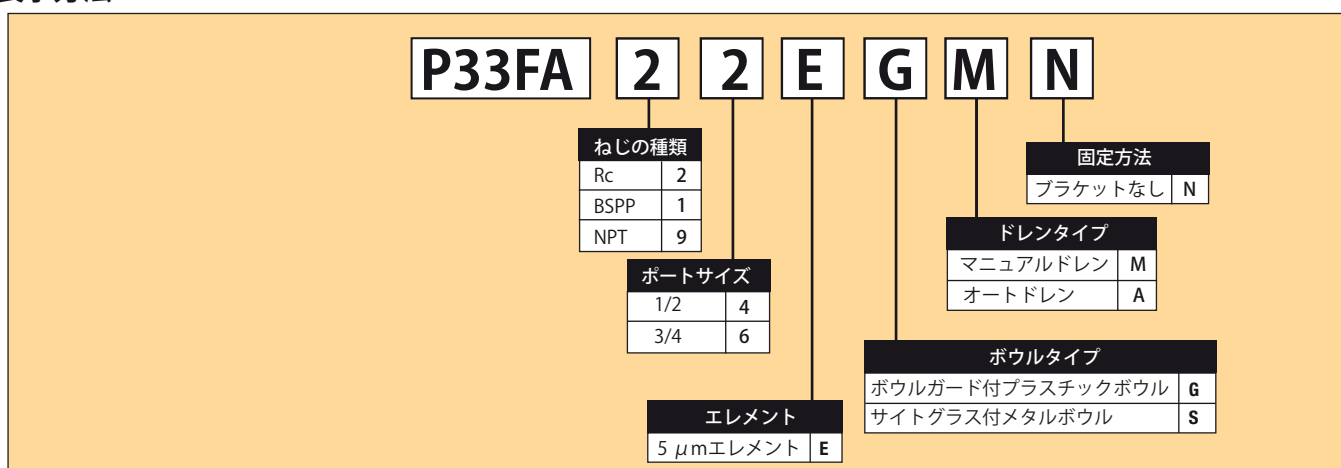 P33FA 2 2 E G M N
ねじの種類
Rc 2
BSPP 1
NPT 9
固定方法
ブラケットなし N
ドレンタイプ
マニュアルドレン M
オートドレン A
ポートサイズ
1/2 4
3/4 6
ボウルタイプ
ボウルガード付プラスチックボウル G
サイトグラス付メタルボウル S
エレメント
5 μmエレメント E